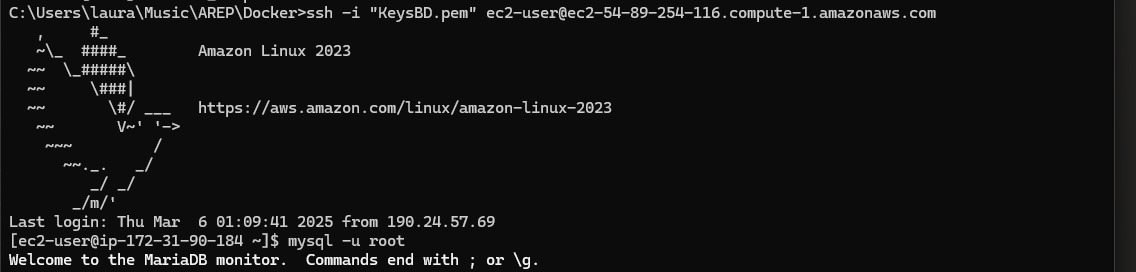 C:\Users\laura\Music\AREP\Docker>ssh -i "KeysBD.pem" ec2-user@ec2-54-89-254-116.compute-1.amazonaws.com
   ,     #_
   ~\_  ####_        Amazon Linux 2023
  ~~  \_#####\
  ~~     \###|
  ~~       \#/ ___   https://aws.amazon.com/linux/amazon-linux-2023
   ~~       V~' '->
    ~~~         /
      ~~._.   _/
         _/ _/
       _/m/'
Last login: Thu Mar  6 01:09:41 2025 from 190.24.57.69
[ec2-user@ip-172-31-90-184 ~]$ mysql -u root
Welcome to the MariaDB monitor.  Commands end with ; or \g.